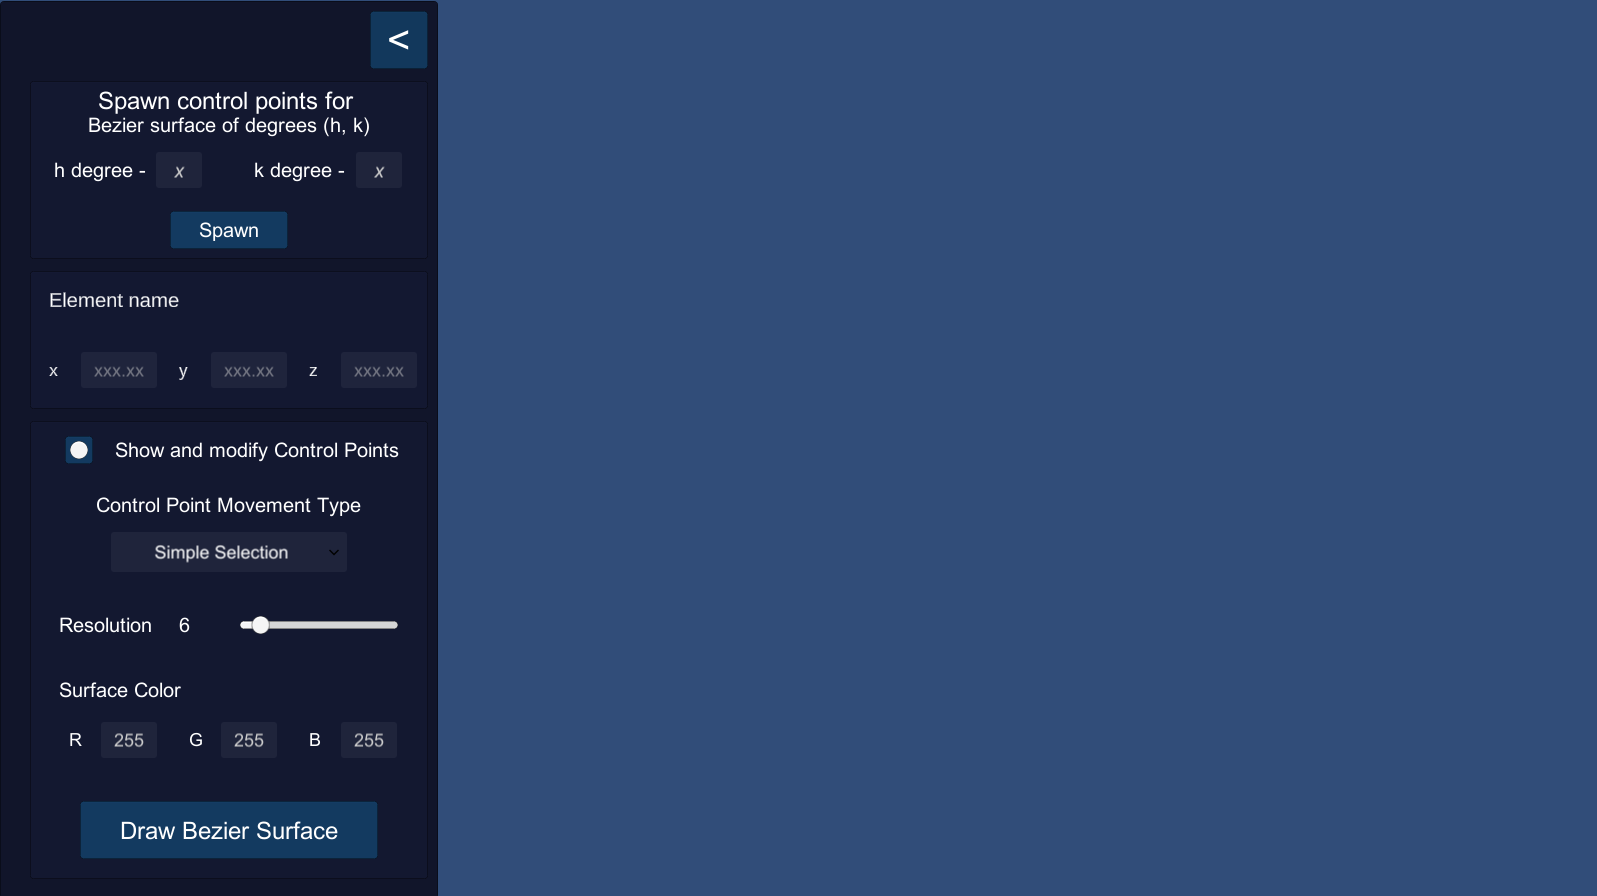 <
Spawn control points for
Bezier surface of degrees (h, k)
h degree - x k degree - x
Spawn
Element name
x xxx.xx y xxx.xx z xxx.xx
Show and modify Control Points
Control Point Movement Type
Simple Selection
Resolution 6
Surface Color
R 255 G 255 B 255
Draw Bezier Surface